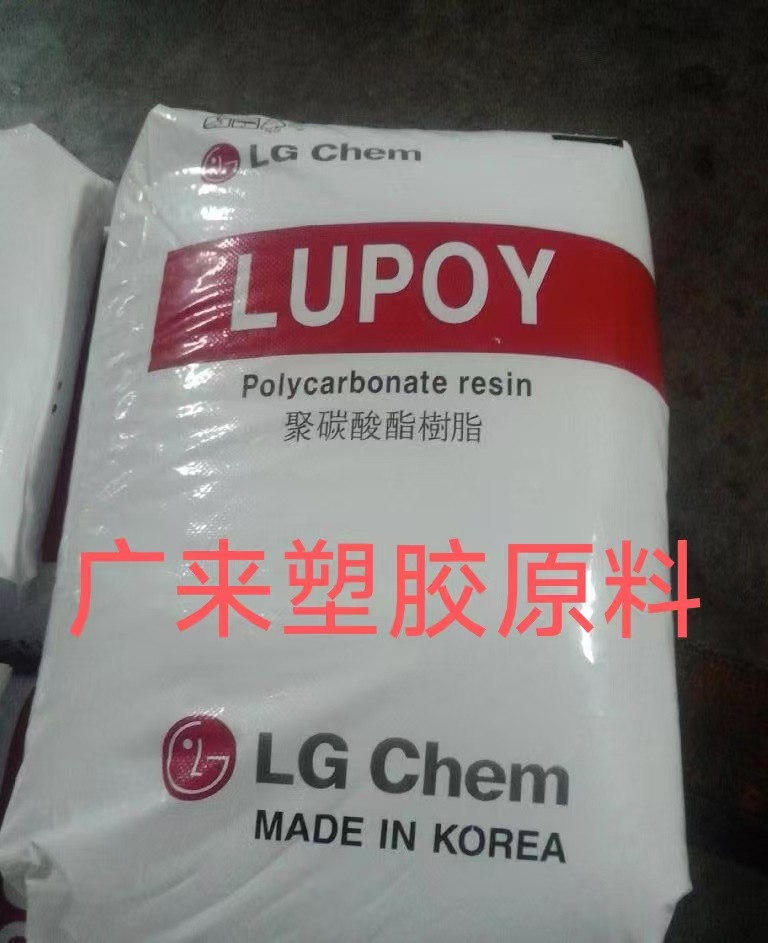 LG Chem
LUPOY
Polycarbonate resin
聚碳酸酯樹脂
广来塑胶原料
LG Chem
MADE IN KOREA